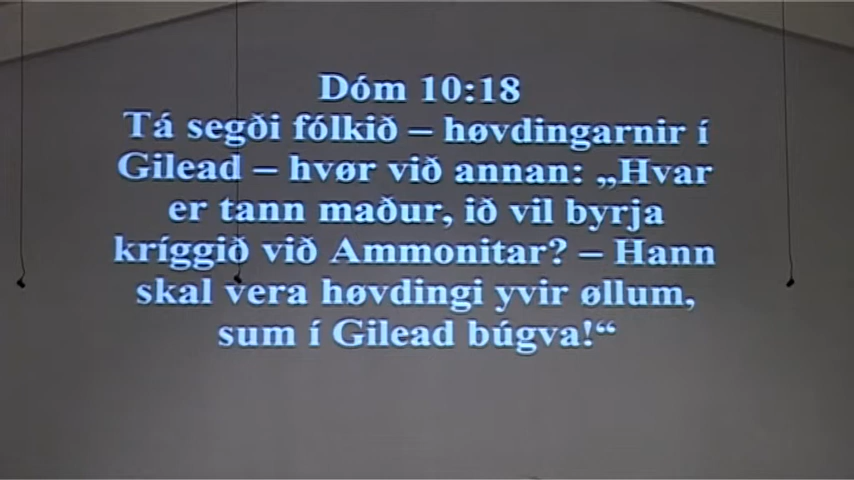 Dóm 10:18
Tá segði fólkið – høvdingarnir í
Gilead – hvør við annan: „Hvar
er tann maður, ið vil byrja
kríggið við Ammonitar? – Hann
skal vera høvdingi yvir øllum,
sum í Gilead búgva!“